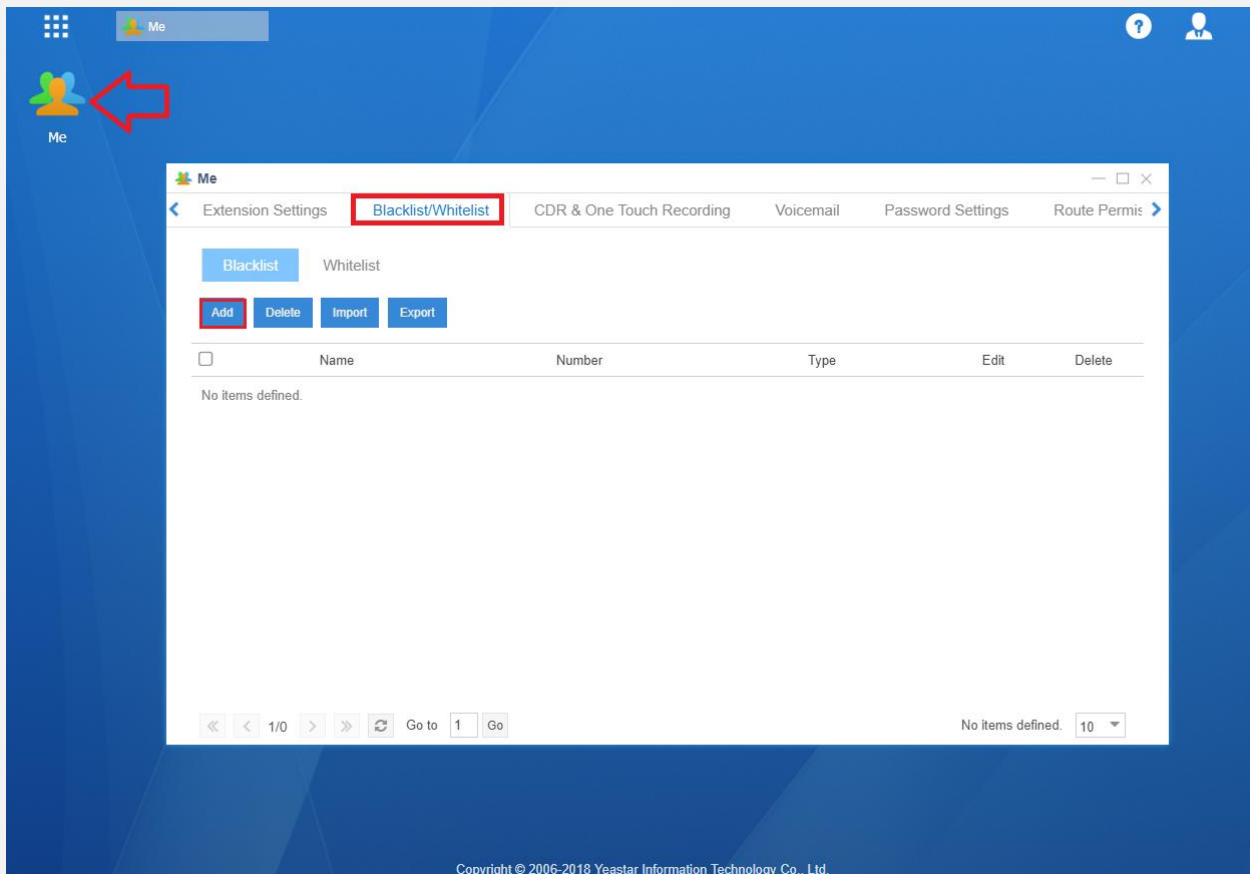 Me
?
Me
Me
Extension Settings Blacklist/Whitelist CDR & One Touch Recording Voicemail Password Settings Route Permis
Blacklist Whitelist
Add Delete Import Export
Name Number Type Edit Delete
No items defined.
1/0 Go to 1 Go No items defined. 10
Copyright © 2006-2018 Yeastar Information Technology Co., Ltd.